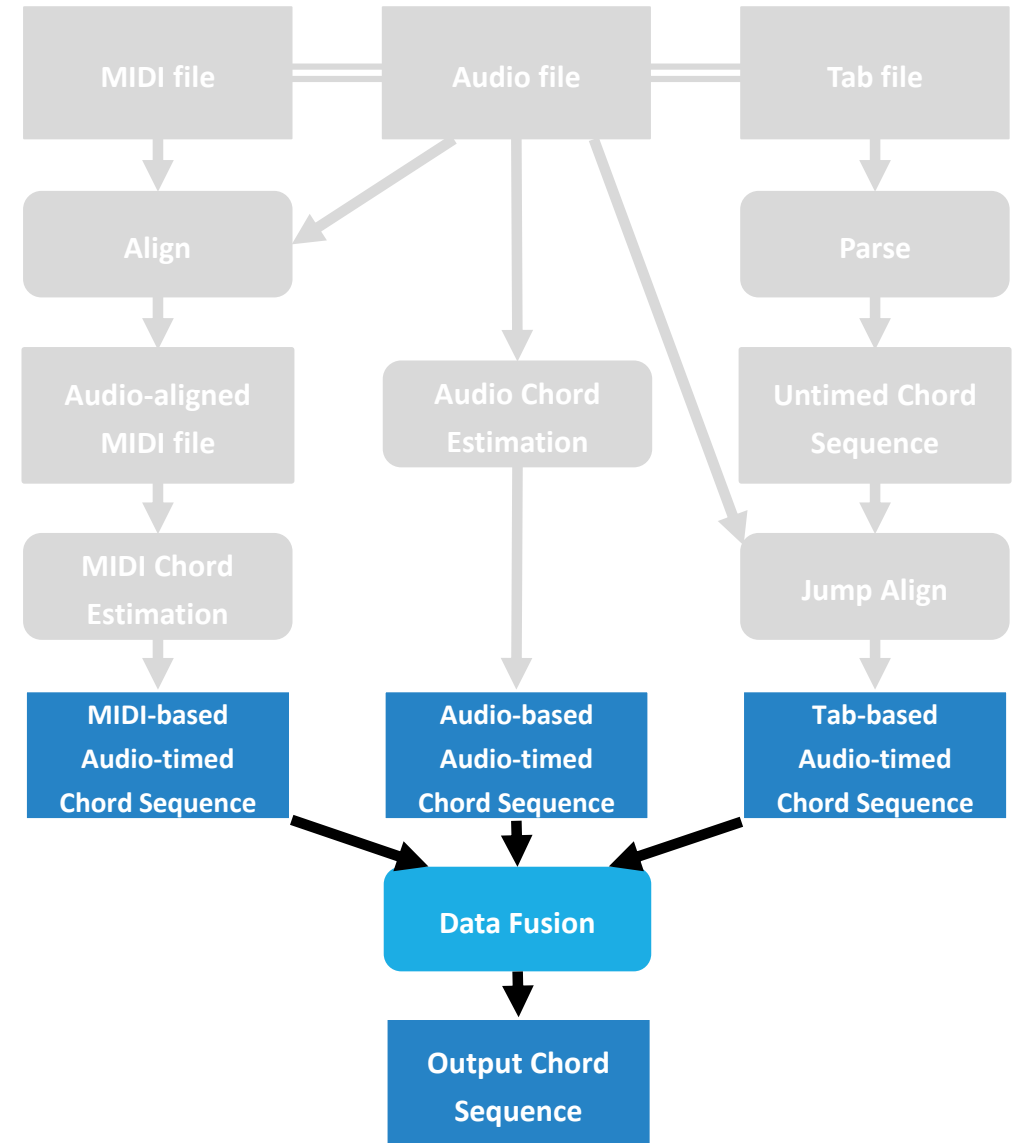 MIDI file
Audio file
Tab file
Align
Parse
Audio-aligned
MIDI file
Audio Chord
Estimation
Untimed Chord
Sequence
MIDI Chord
Estimation
Jump Align
MIDI-based
Audio-timed
Chord Sequence
Audio-based
Audio-timed
Chord Sequence
Tab-based
Audio-timed
Chord Sequence
Data Fusion
Output Chord
Sequence